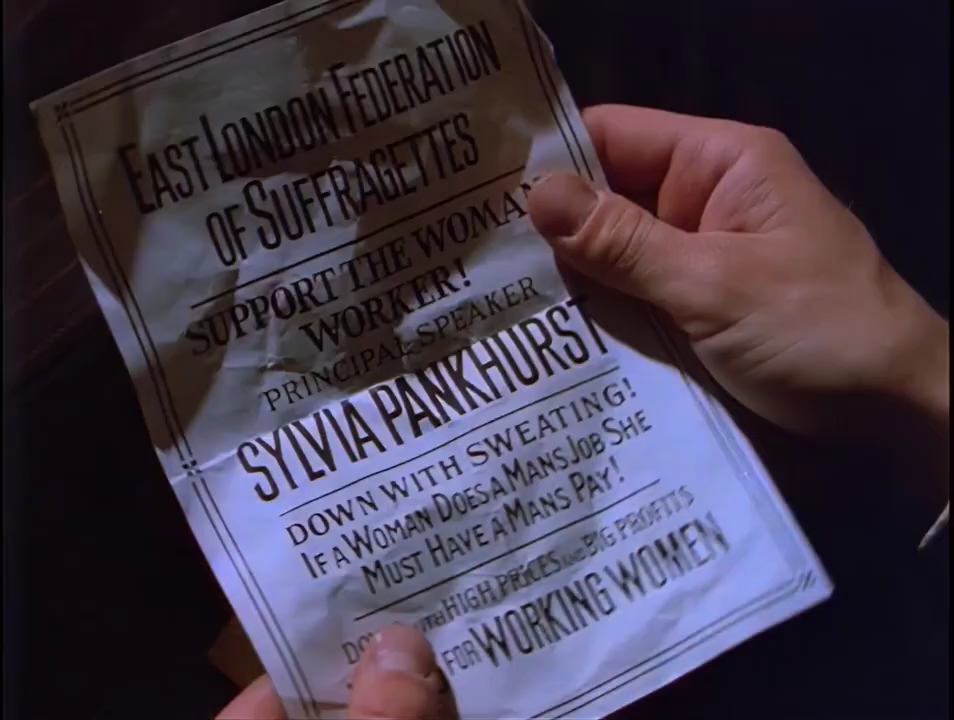 EAST LONDON FEDERATION
OF SUFFRAGETTES
SUPPORT THE WOMAN
WORKER!
PRINCIPAL SPEAKER
SYLVIA PANKHURST
DOWN WITH SWEATING!
IF A WOMAN DOES A MANS JOB SHE
MUST HAVE A MANS PAY!
WITH HIGH PRICES AND BIG PROFITS
FOR WORKING WOMEN